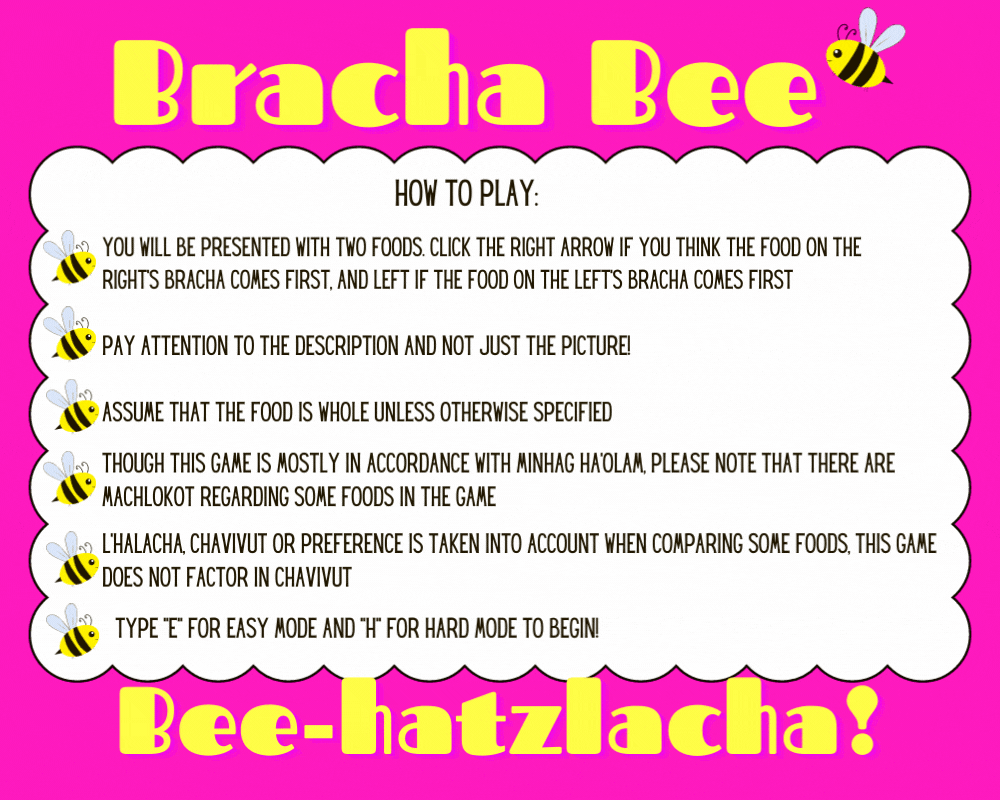 Bracha Bee
HOW TO PLAY:
YOU WILL BE PRESENTED WITH TWO FOODS. CLICK THE RIGHT ARROW IF YOU THINK THE FOOD ON THE
RIGHT'S BRACHA COMES FIRST, AND LEFT IF THE FOOD ON THE LEFT'S BRACHA COMES FIRST
PAY ATTENTION TO THE DESCRIPTION AND NOT JUST THE PICTURE!
ASSUME THAT THE FOOD IS WHOLE UNLESS OTHERWISE SPECIFIED
THOUGH THIS GAME IS MOSTLY IN ACCORDANCE WITH MINHAG HA'OLAM, PLEASE NOTE THAT THERE ARE
MACHLOKOT REGARDING SOME FOODS IN THE GAME
L'HALACHA, CHAVIVUT OR PREFERENCE IS TAKEN INTO ACCOUNT WHEN COMPARING SOME FOODS, THIS GAME
DOES NOT FACTOR IN CHAVIVUT
TYPE "E" FOR EASY MODE AND "H" FOR HARD MODE TO BEGIN!
Bee-hatzlacha!